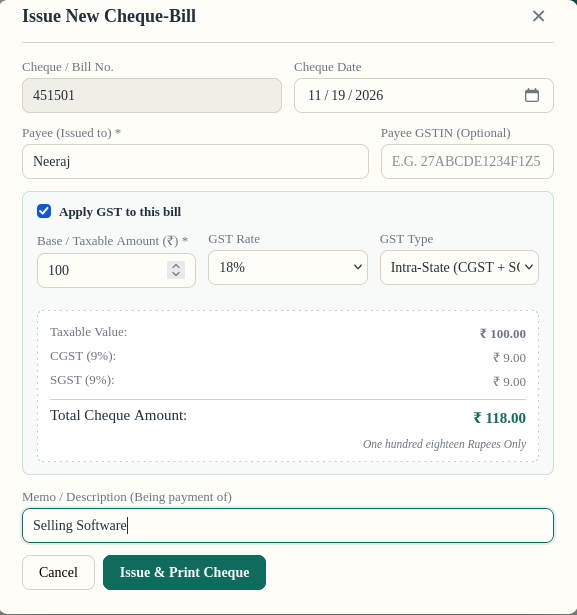 Issue New Cheque-Bill
Cheque / Bill No.
Cheque Date
451501
11 / 19 / 2026
Payee (Issued to) *
Payee GSTIN (Optional)
Neeraj
E.G. 27ABCDE1234F1Z5
Apply GST to this bill
Base / Taxable Amount (₹) *
GST Rate
GST Type
100
18%
Intra-State (CGST + S
Taxable Value:
₹ 100.00
CGST (9%):
₹ 9.00
SGST (9%):
₹ 9.00
Total Cheque Amount:
₹ 118.00
One hundred eighteen Rupees Only
Memo / Description (Being payment of)
Selling Software
Cancel
Issue & Print Cheque